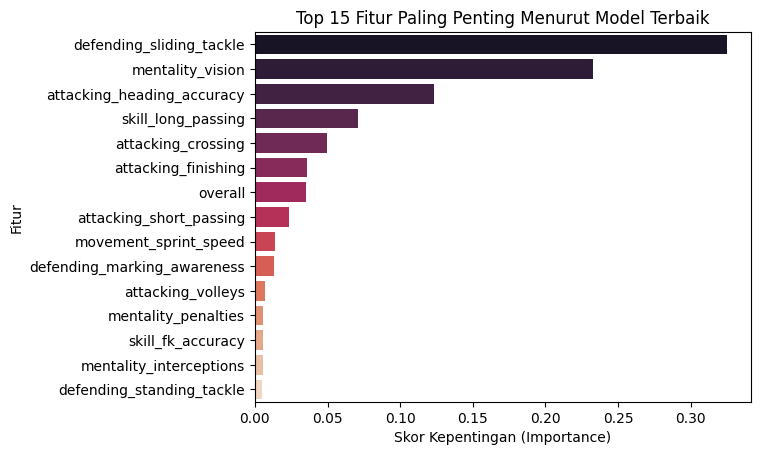 Top 15 Fitur Paling Penting Menurut Model Terbaik
Fitur
defending_sliding_tackle
mentality_vision
attacking_heading_accuracy
skill_long_passing
attacking_crossing
attacking_finishing
overall
attacking_short_passing
movement_sprint_speed
defending_marking_awareness
attacking_volleys
mentality_penalties
skill_fk_accuracy
mentality_interceptions
defending_standing_tackle
0.00 0.05 0.10 0.15 0.20 0.25 0.30
Skor Kepentingan (Importance)